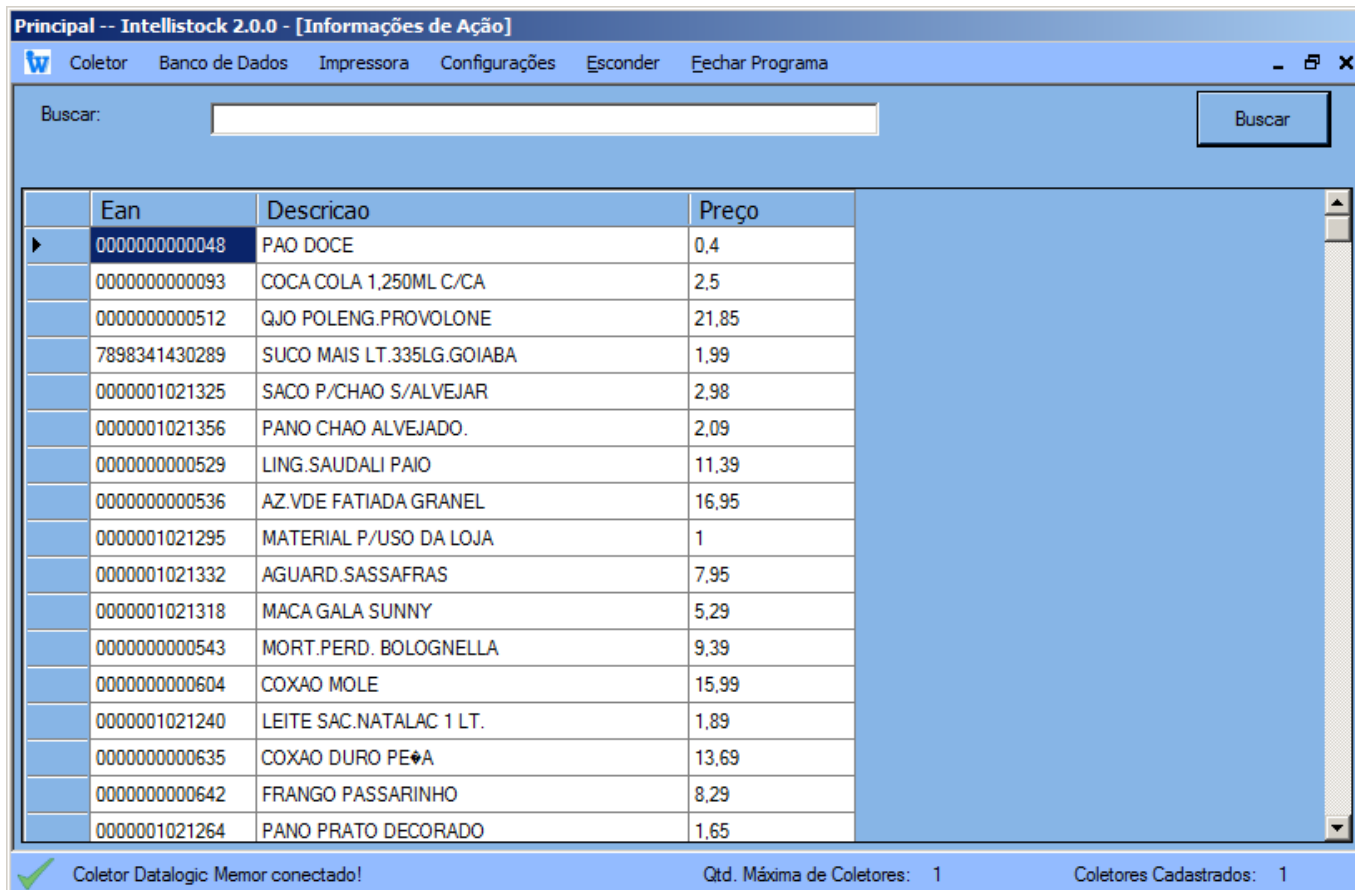 Principal -- Intellistock 2.0.0 - [Informações de Ação]
Coletor Banco de Dados Impressora Configurações Esconder Fechar Programa
Buscar: Buscar
Ean Descricao Preço
0000000000048 PAO DOCE 0,4
0000000000093 COCA COLA 1,250ML C/CA 2,5
0000000000512 QJO POLENG.PROVOLONE 21,85
7898341430289 SUCO MAIS LT.335LG.GOIABA 1,99
0000001021325 SACO P/CHAO S/ALVEJAR 2,98
0000001021356 PANO CHAO ALVEJADO. 2,09
0000000000529 LING.SAUDALI PAIO 11,39
0000000000536 AZ.VDE FATIADA GRANEL 16,95
0000001021295 MATERIAL P/USO DA LOJA 1
0000001021332 AGUARD.SASSAFRAS 7,95
0000001021318 MACA GALA SUNNY 5,29
0000000000543 MORT.PERD. BOLOGNELLA 9,39
0000000000604 COXAO MOLE 15,99
0000001021240 LEITE SAC.NATALAC 1 LT. 1,89
0000000000635 COXAO DURO PE�A 13,69
0000000000642 FRANGO PASSARINHO 8,29
0000001021264 PANO PRATO DECORADO 1,65
Coletor Datalogic Memor conectado! Qtd. Máxima de Coletores: 1 Coletores Cadastrados: 1